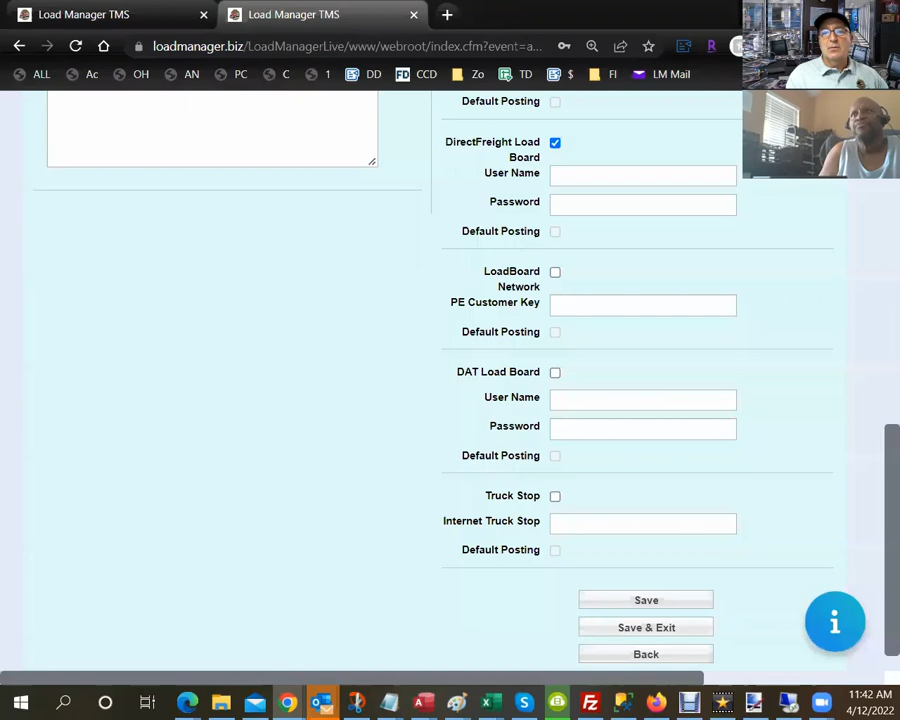 Load Manager TMS
Load Manager TMS
loadmanager.biz/LoadManagerLive/www/webroot/index.cfm?event=a...
ALL Ac OH AN PC C 1 DD FD CCD Zo TD $ FI LM Mail
Default Posting
DirectFreight Load
Board
User Name
Password
Default Posting
LoadBoard
Network
PE Customer Key
Default Posting
DAT Load Board
User Name
Password
Default Posting
Truck Stop
Internet Truck Stop
Default Posting
Save
Save & Exit
Back
i
11:42 AM
4/12/2022